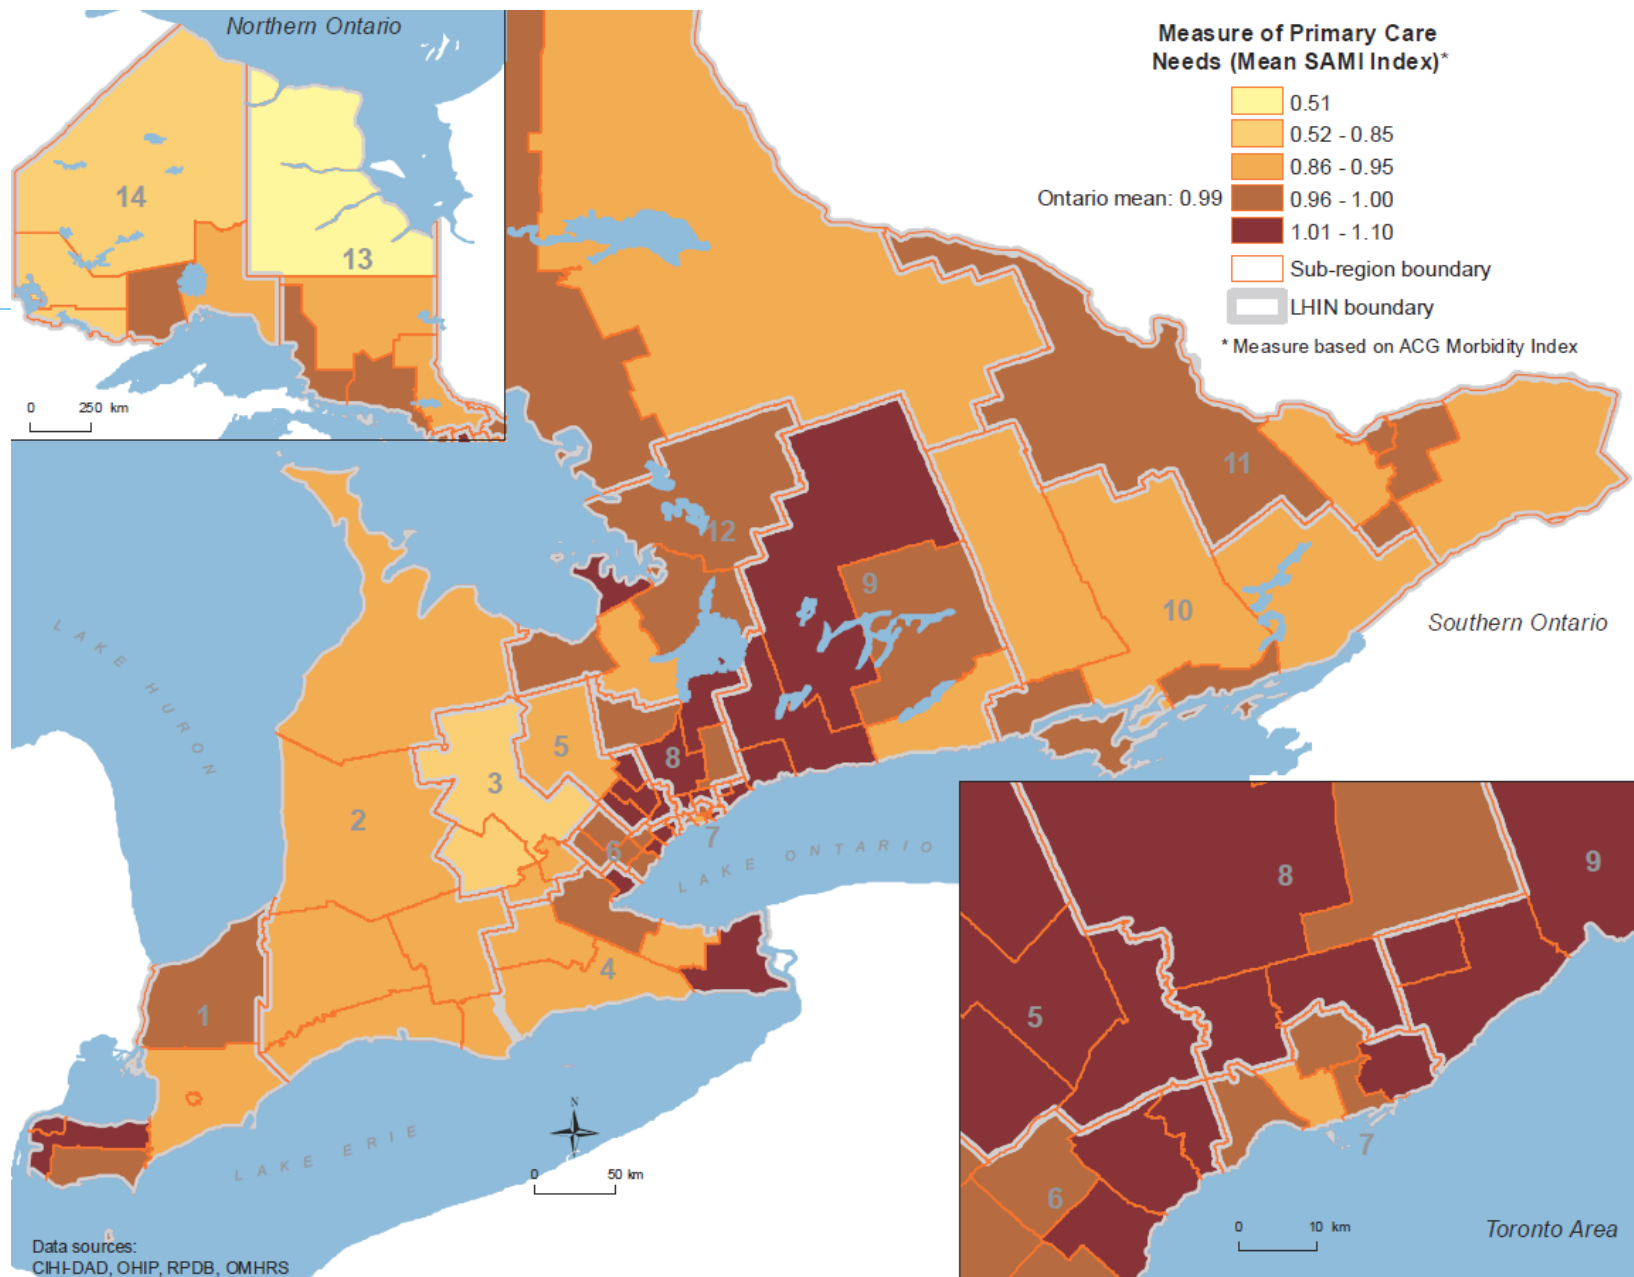 Northern Ontario
14
13
0 250 km
Measure of Primary Care
Needs (Mean SAMI Index)*
0.51
0.52 - 0.85
0.86 - 0.95
Ontario mean: 0.99
0.96 - 1.00
1.01 - 1.10
Sub-region boundary
LHIN boundary
* Measure based on ACG Morbidity Index
11
12
9
10
Southern Ontario
LAKE HURON
5
3
8
2
7
6
LAKE ONTARIO
4
1
LAKE ERIE
N
0 50 km
8
9
5
7
6
0 10 km
Toronto Area
Data sources:
CIHI-DAD, OHIP, RPDB, OMHRS